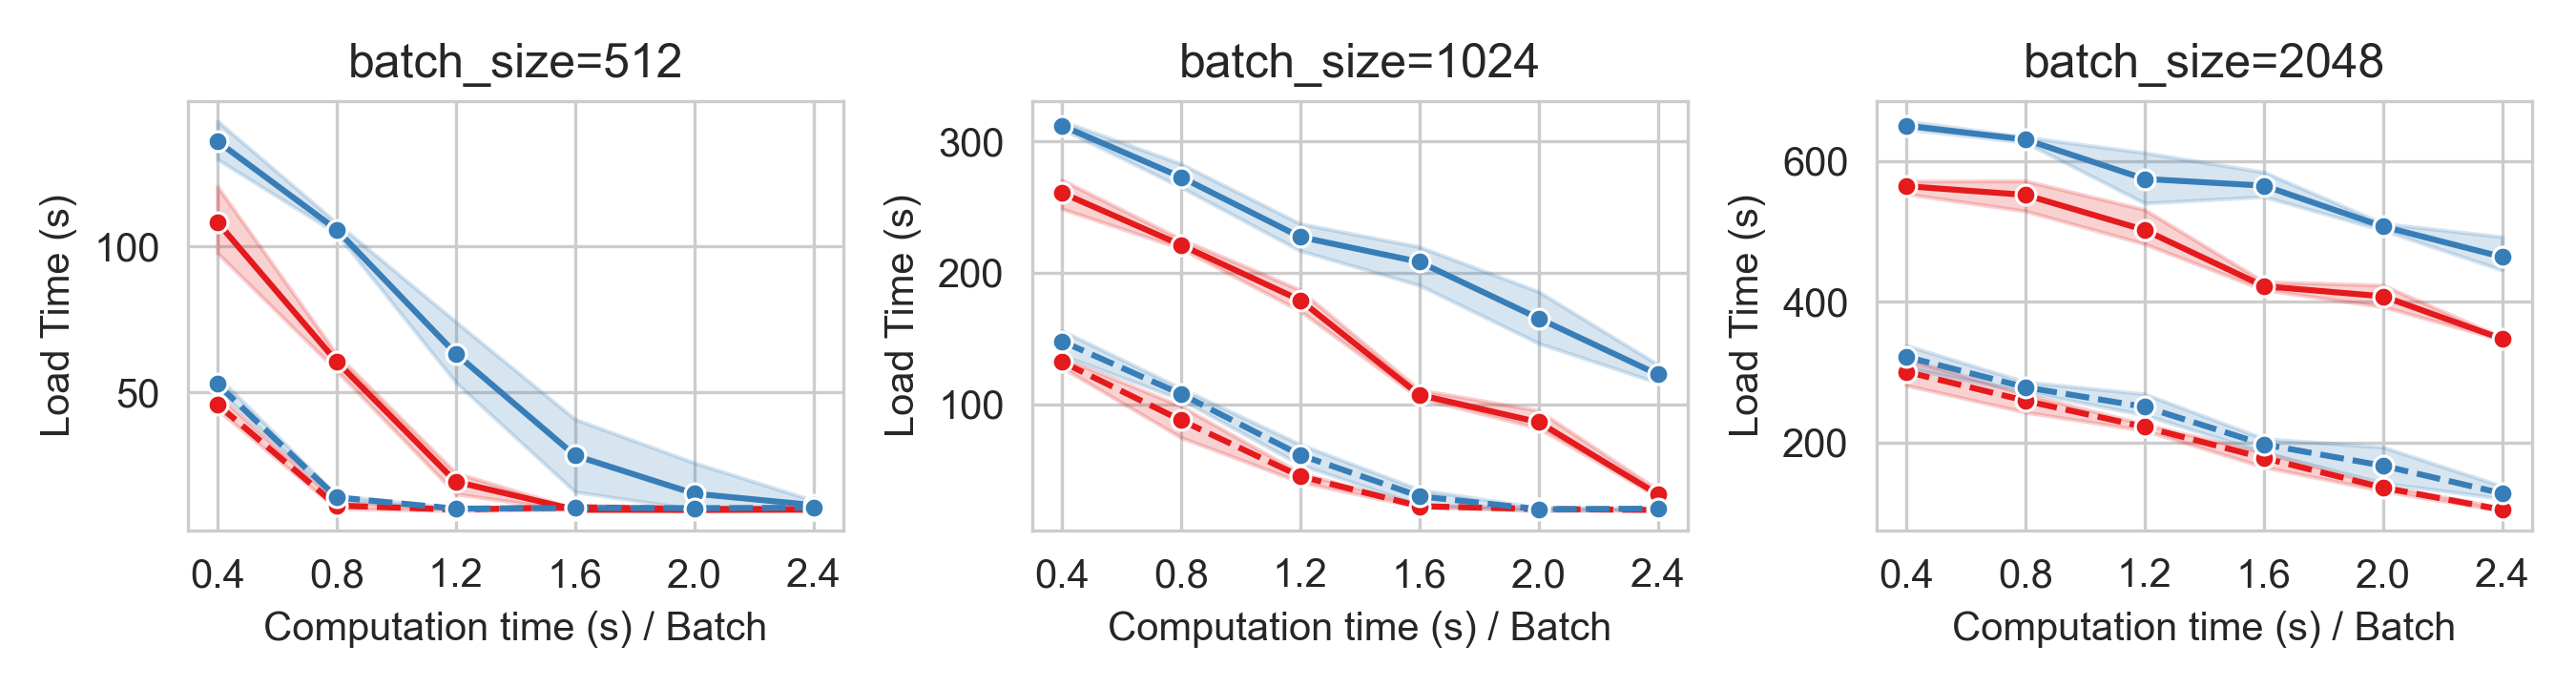 batch_size=512
Load Time (s)
100
50
0.4 0.8 1.2 1.6 2.0 2.4
Computation time (s) / Batch
batch_size=1024
Load Time (s)
300
200
100
0.4 0.8 1.2 1.6 2.0 2.4
Computation time (s) / Batch
batch_size=2048
Load Time (s)
600
400
200
0.4 0.8 1.2 1.6 2.0 2.4
Computation time (s) / Batch